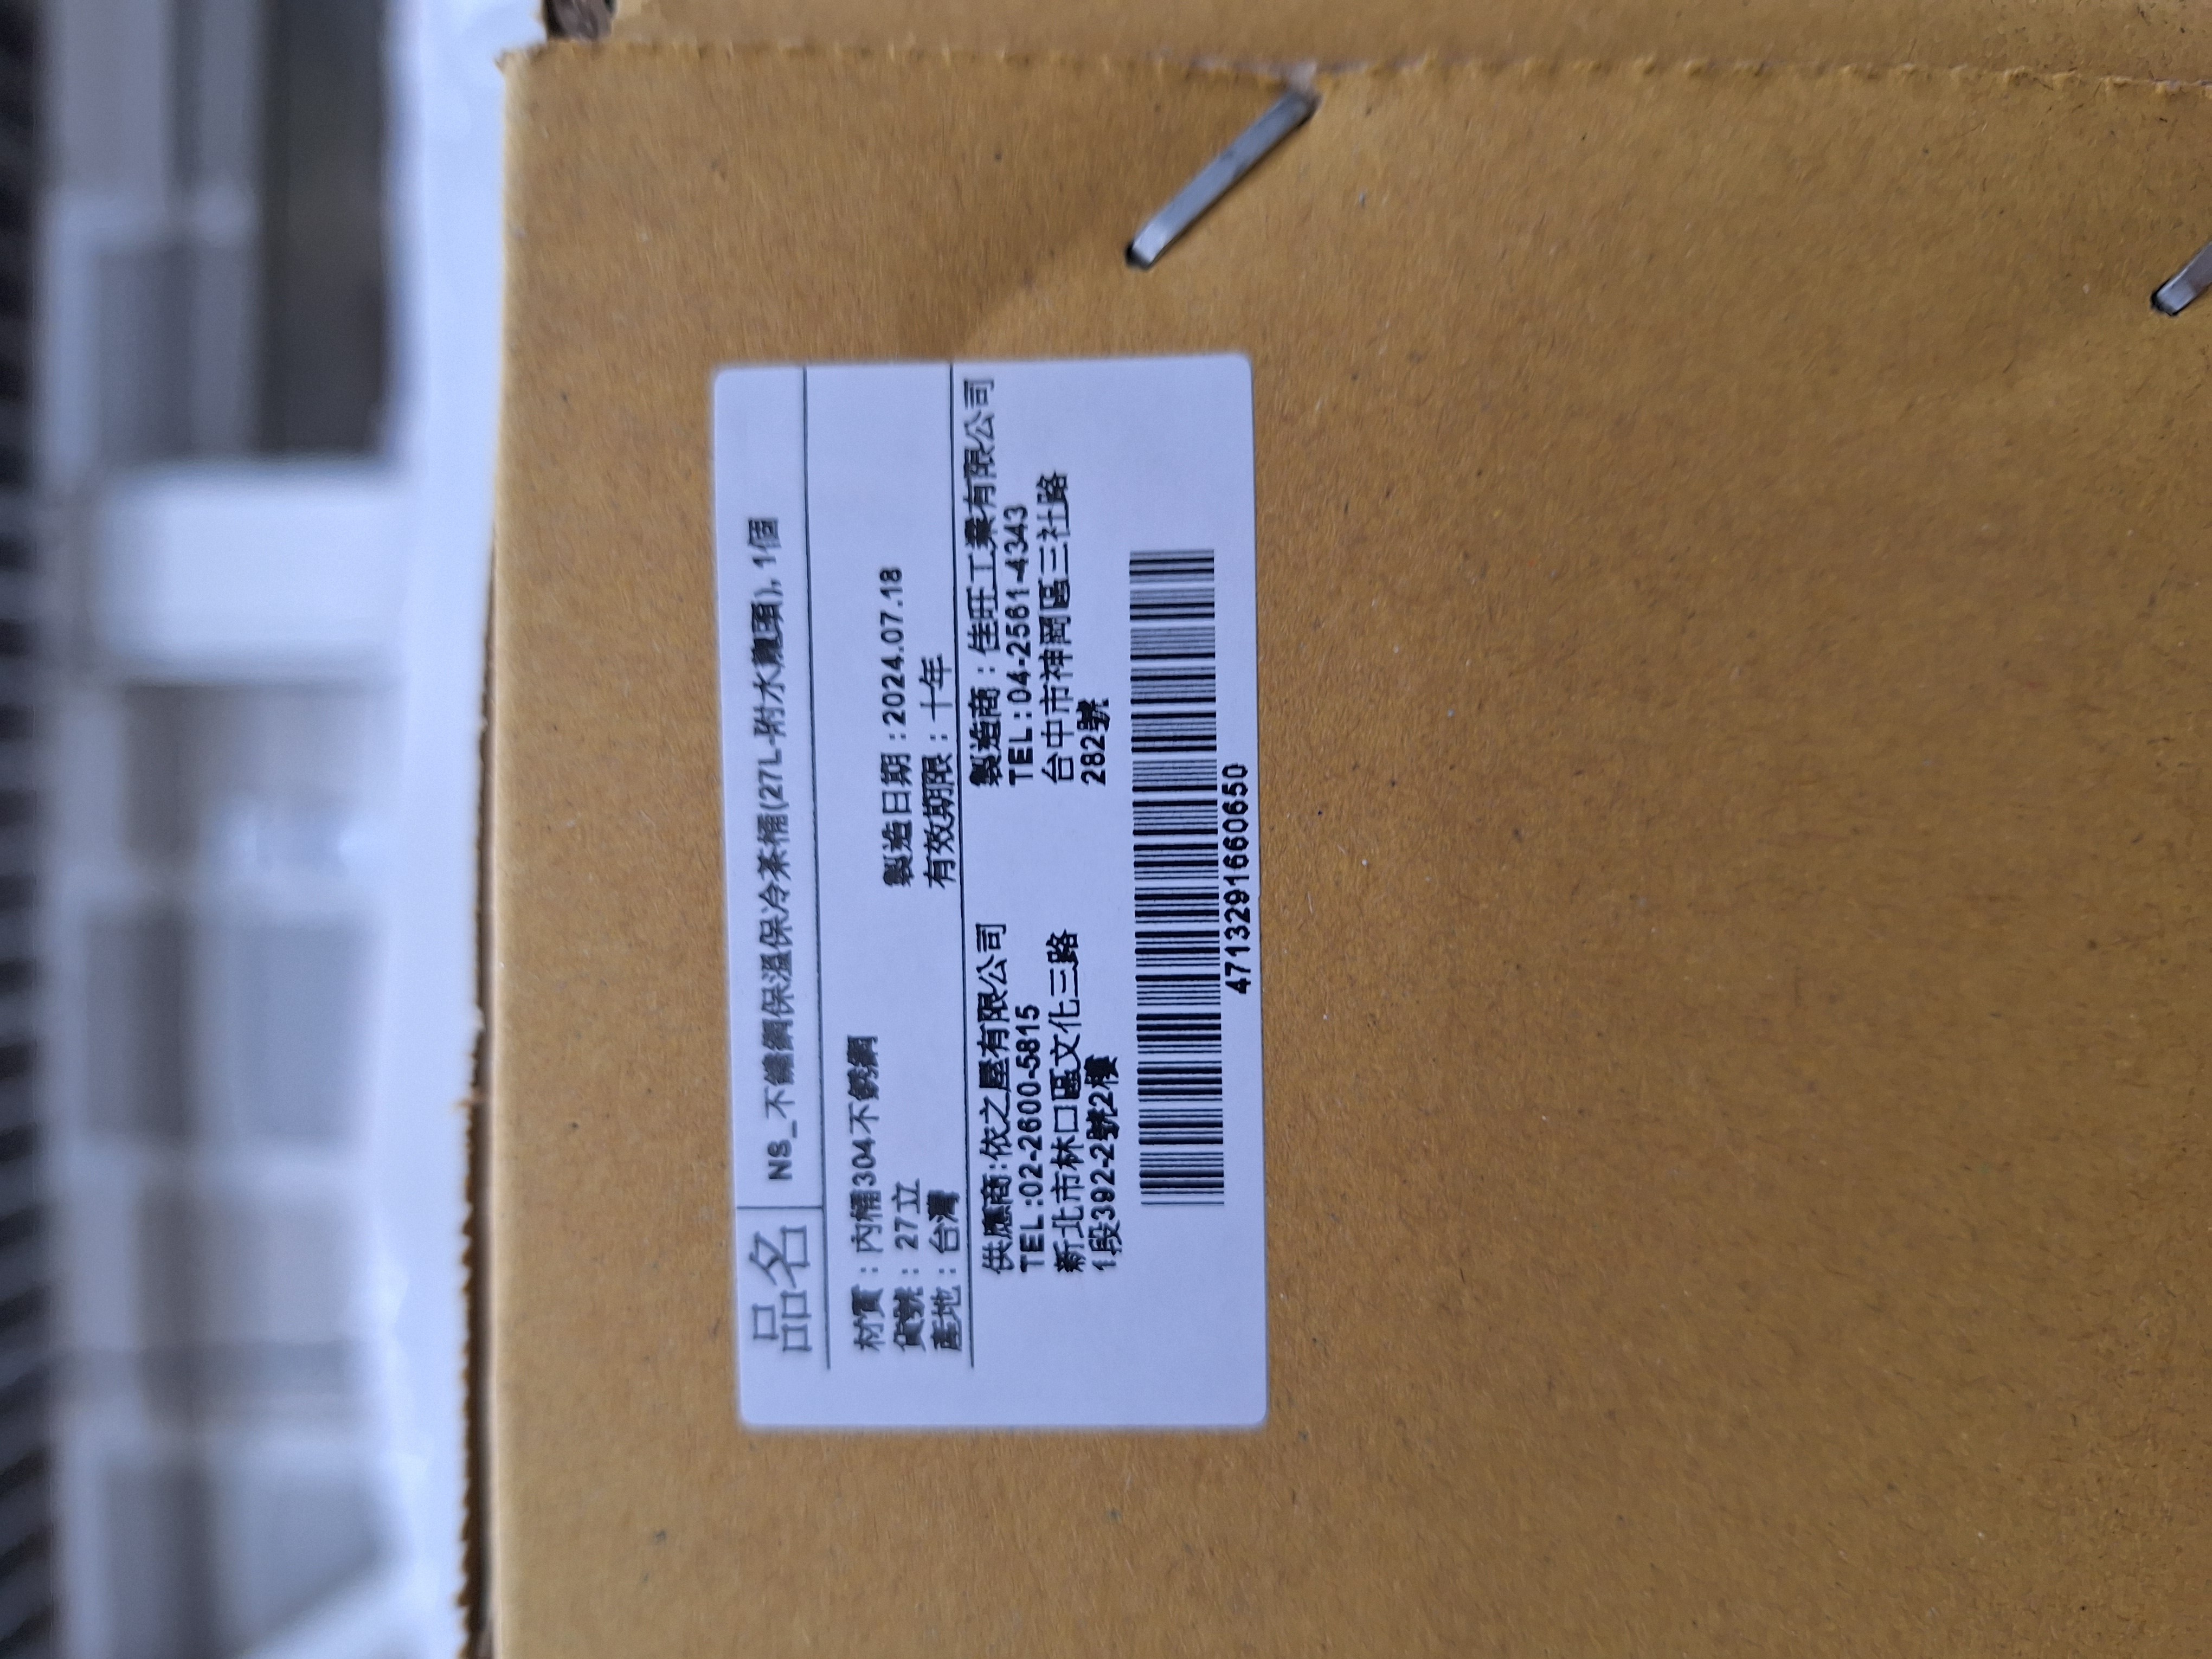 品名 NS_不鏽鋼保溫保冷茶桶(27L-附水龍頭), 1個
材質：內桶304不銹鋼
貨號：27立
產地：台灣
製造日期：2024.07.18
有效期限：十年
供應商:依之屋有限公司
TEL:02-2600-5815
新北市林口區文化三路
1段392-2號2樓
製造商：佳旺工業有限公司
TEL:04-2561-4343
台中市神岡區三社路
282號
4713291660650